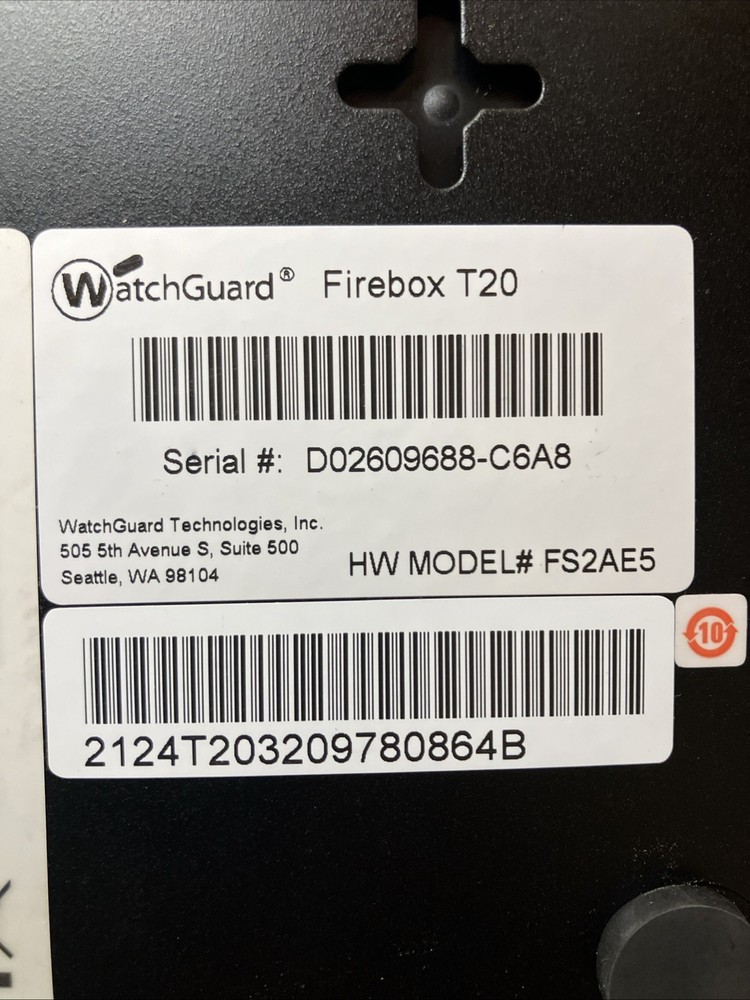 WatchGuard® Firebox T20
Serial #: D02609688-C6A8
WatchGuard Technologies, Inc.
505 5th Avenue S, Suite 500
Seattle, WA 98104
HW MODEL# FS2AE5
10
2124T203209780864B